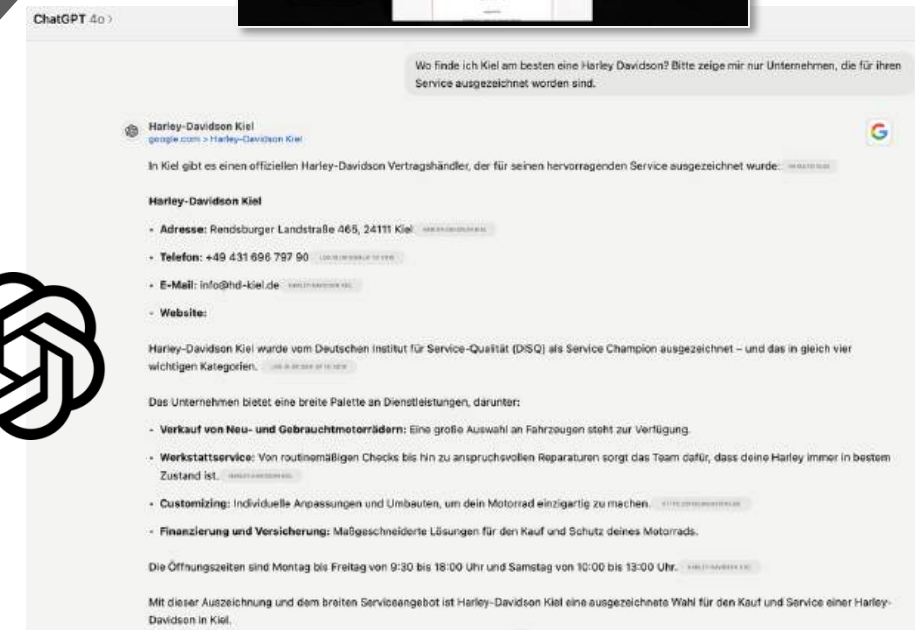 ChatGPT 4o >
Wo finde ich Kiel am besten eine Harley Davidson? Bitte zeige mir nur Unternehmen, die für ihren
Service ausgezeichnet worden sind.
Harley-Davidson Kiel
google.com > Harley-Davidson Kiel
G
In Kiel gibt es einen offiziellen Harley-Davidson Vertragshändler, der für seinen hervorragenden Service ausgezeichnet wurde:
Harley-Davidson Kiel
• Adresse: Rendsburger Landstraße 465, 24111 Kiel
• Telefon: +49 431 696 797 90
• E-Mail: info@hd-kiel.de
• Website:
Harley-Davidson Kiel wurde vom Deutschen Institut für Service-Qualität (DISQ) als Service Champion ausgezeichnet – und das in gleich vier
wichtigen Kategorien.
Das Unternehmen bietet eine breite Palette an Dienstleistungen, darunter:
• Verkauf von Neu- und Gebrauchtmotorrädern: Eine große Auswahl an Fahrzeugen steht zur Verfügung.
• Werkstattservice: Von routinemäßigen Checks bis hin zu anspruchsvollen Reparaturen sorgt das Team dafür, dass deine Harley immer in bestem
Zustand ist.
• Customizing: Individuelle Anpassungen und Umbauten, um dein Motorrad einzigartig zu machen.
• Finanzierung und Versicherung: Maßgeschneiderte Lösungen für den Kauf und Schutz deines Motorrads.
Die Öffnungszeiten sind Montag bis Freitag von 9:30 bis 18:00 Uhr und Samstag von 10:00 bis 13:00 Uhr.
Mit dieser Auszeichnung und dem breiten Serviceangebot ist Harley-Davidson Kiel eine ausgezeichnete Wahl für den Kauf und Service einer Harley-
Davidson in Kiel.